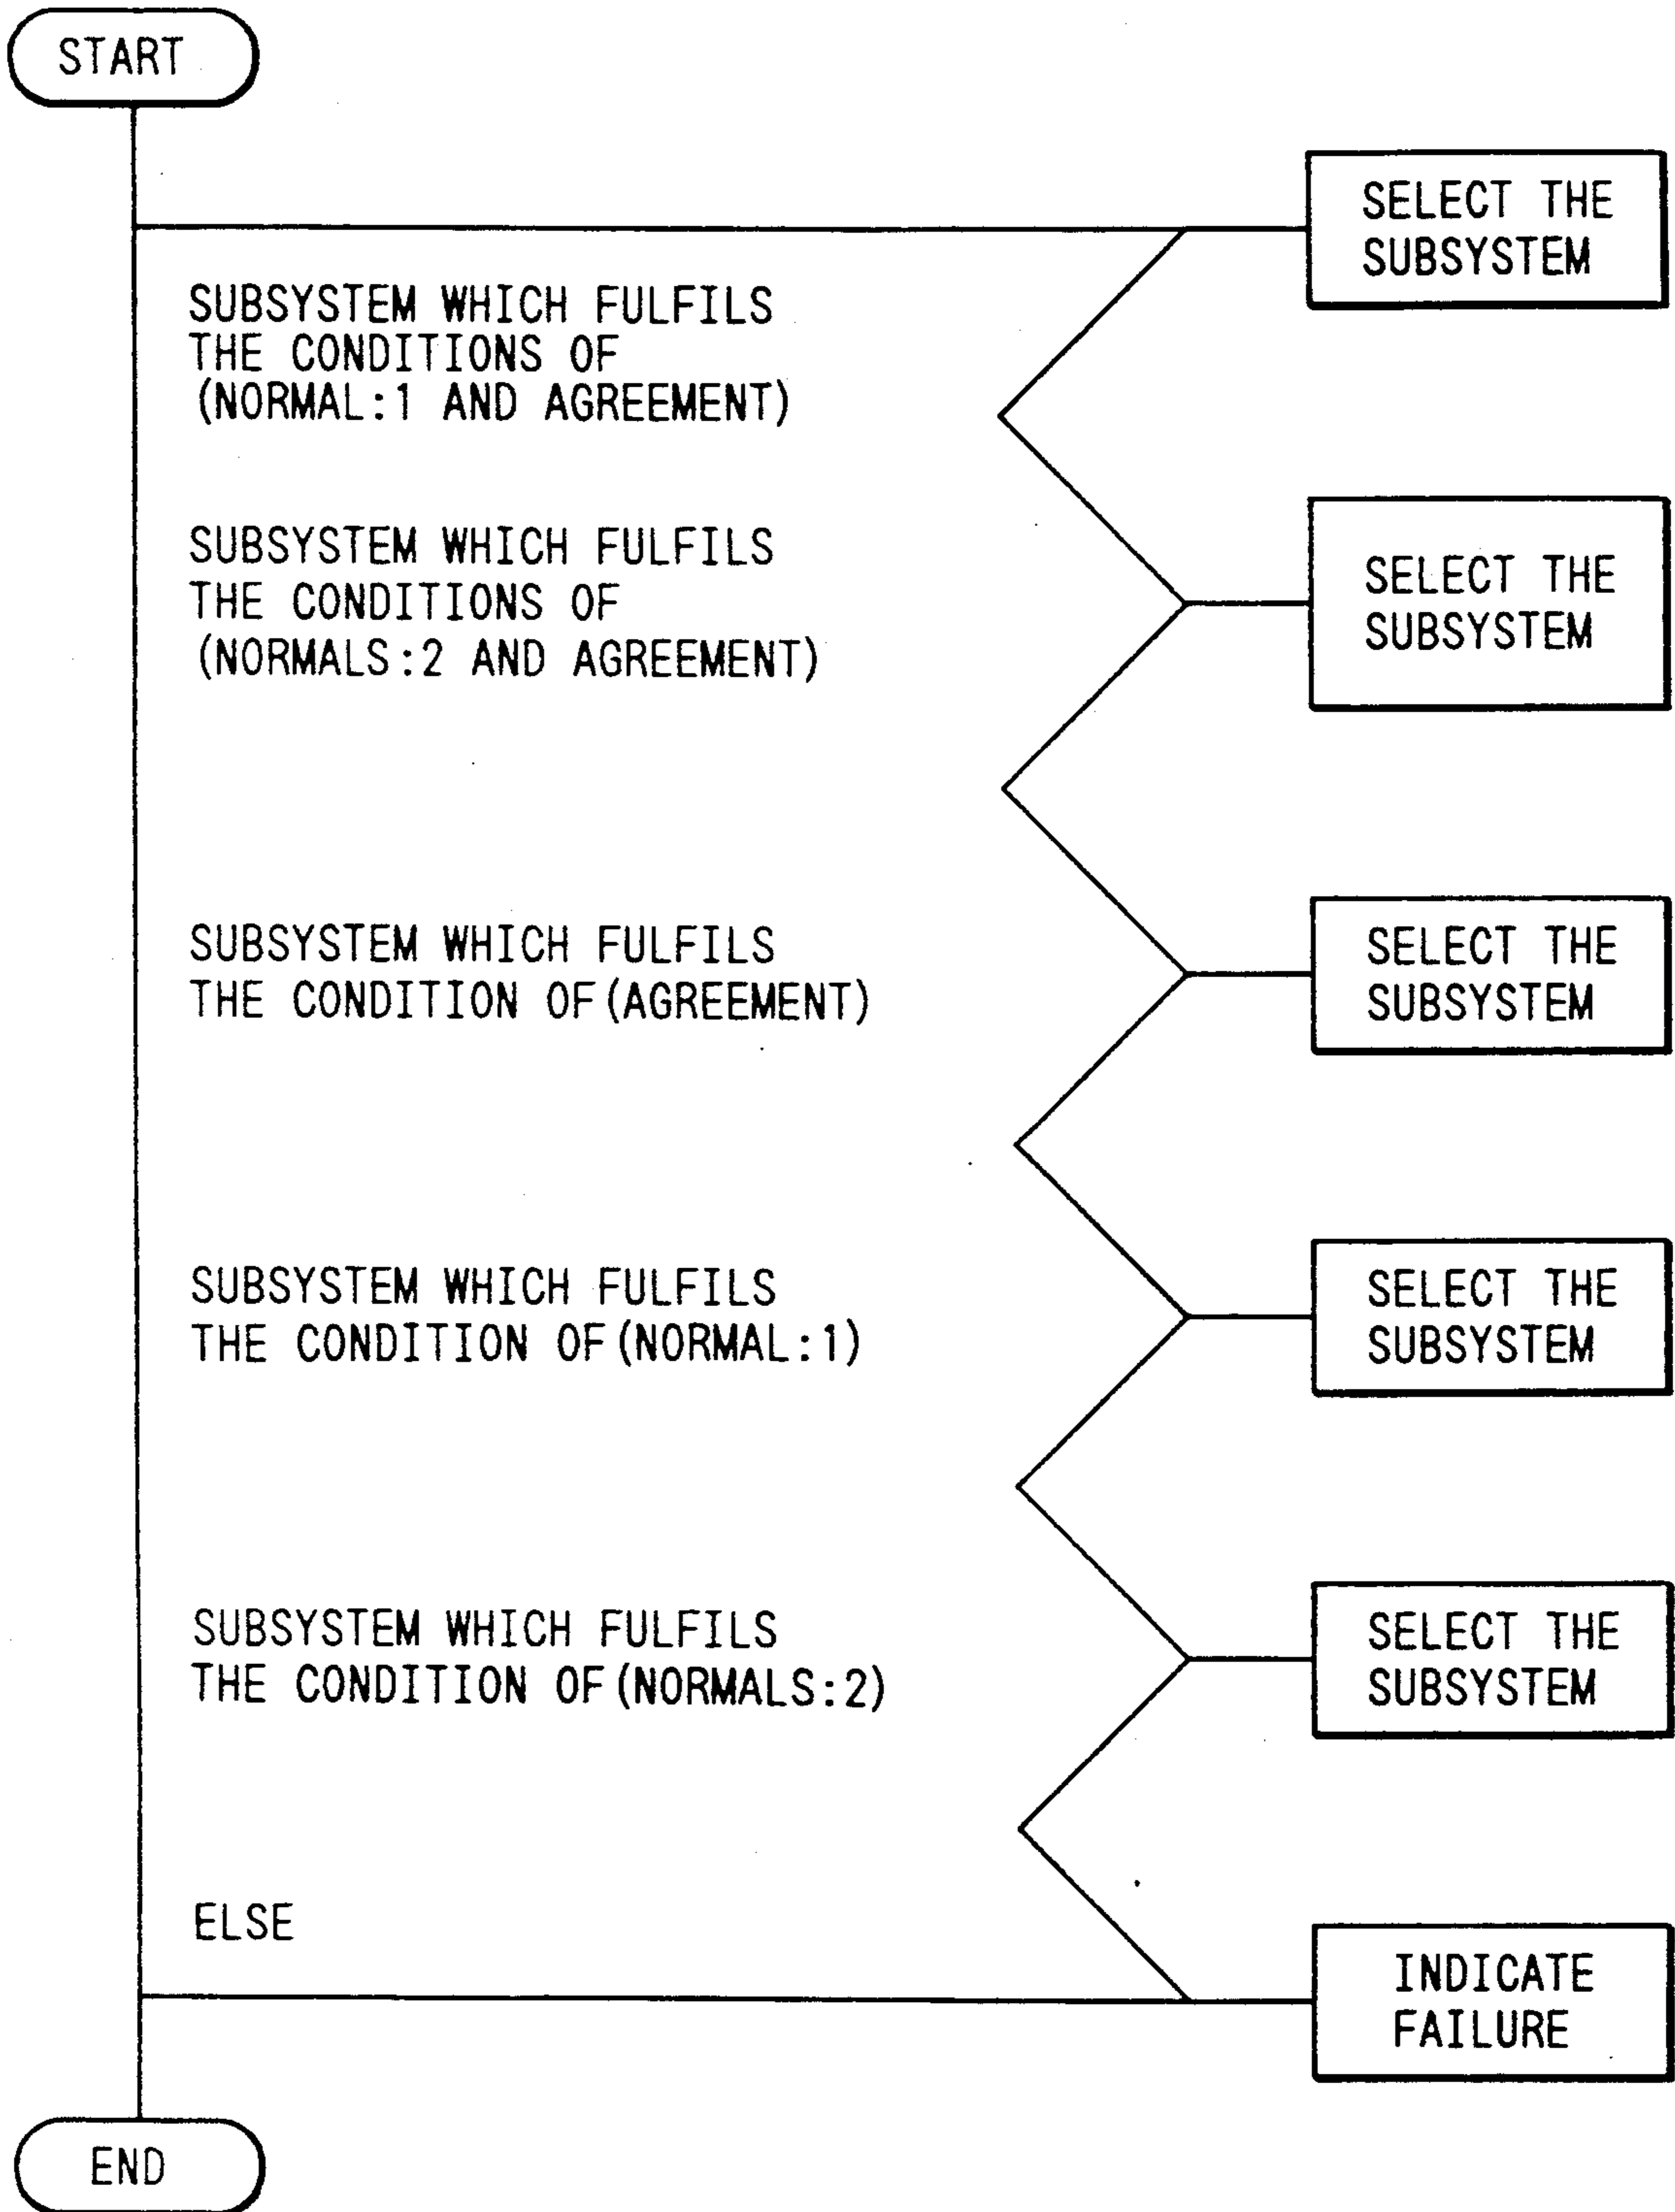 START
SELECT THE
SUBSYSTEM
SUBSYSTEM WHICH FULFILS
THE CONDITIONS OF
(NORMAL:1 AND AGREEMENT)
SUBSYSTEM WHICH FULFILS
THE CONDITIONS OF
(NORMALS:2 AND AGREEMENT)
SELECT THE
SUBSYSTEM
SUBSYSTEM WHICH FULFILS
THE CONDITION OF(AGREEMENT)
SELECT THE
SUBSYSTEM
SUBSYSTEM WHICH FULFILS
THE CONDITION OF(NORMAL:1)
SELECT THE
SUBSYSTEM
SUBSYSTEM WHICH FULFILS
THE CONDITION OF(NORMALS:2)
SELECT THE
SUBSYSTEM
ELSE
INDICATE
FAILURE
END